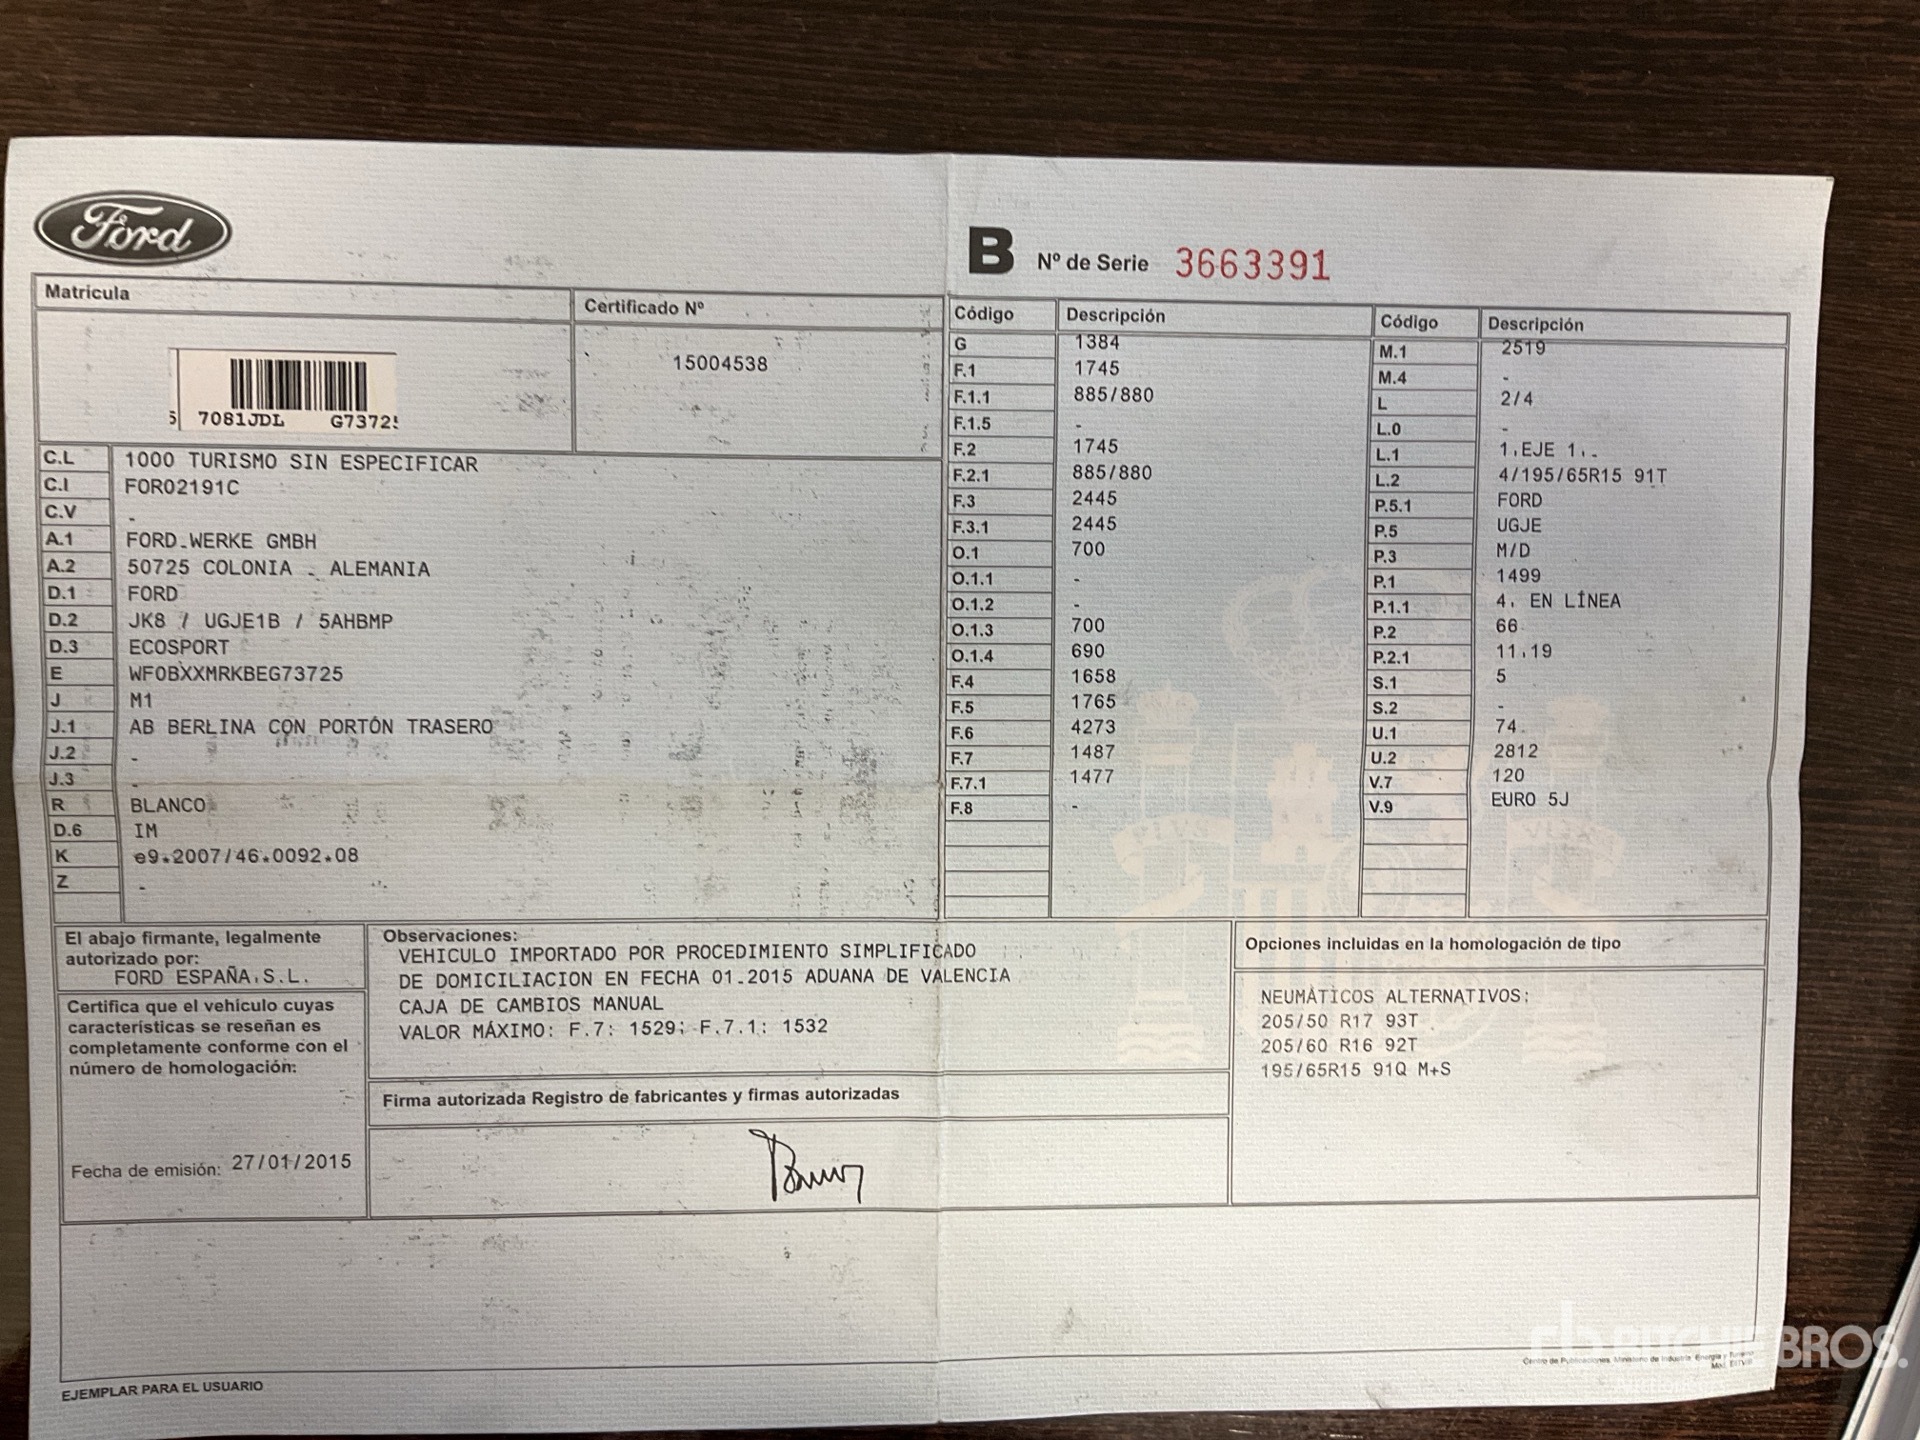 Ford
B Nº de Serie 3663391
Matricula
Certificado Nº
7081JDL G7372
15004538
C.L 1000 TURISMO SIN ESPECIFICAR
C.I FOR02191C
C.V -
A.1 FORD-WERKE GMBH
A.2 50725 COLONIA - ALEMANIA
D.1 FORD
D.2 JK8 / UGJE1B / 5AHBMP
D.3 ECOSPORT
E WF0BXXMRKBEG73725
J M1
J.1 AB BERLINA CON PORTÓN TRASERO
J.2 -
J.3 -
R BLANCO
D.6 IM
K e9*2007/46*0092*08
Z -
Código Descripción
G 1384
F.1 1745
F.1.1 885/880
F.1.5 -
F.2 1745
F.2.1 885/880
F.3 2445
F.3.1 2445
O.1 700
O.1.1 -
O.1.2 -
O.1.3 700
O.1.4 690
F.4 1658
F.5 1765
F.6 4273
F.7 1487
F.7.1 1477
F.8 -
Código Descripción
M.1 2519
M.4 -
L 2/4
L.0 -
L.1 1,EJE 1,-
L.2 4/195/65R15 91T
P.5.1 FORD
P.5 UGJE
P.3 M/D
P.1 1499
P.1.1 4, EN LÍNEA
P.2 66
P.2.1 11,19
S.1 5
S.2 -
U.1 74
U.2 2812
V.7 120
V.9 EURO 5J
El abajo firmante, legalmente
autorizado por:
FORD ESPAÑA,S.L.
Certifica que el vehículo cuyas
características se reseñan es
completamente conforme con el
número de homologación:
Fecha de emisión: 27/01/2015
Observaciones:
VEHICULO IMPORTADO POR PROCEDIMIENTO SIMPLIFICADO
DE DOMICILIACION EN FECHA 01-2015 ADUANA DE VALENCIA
CAJA DE CAMBIOS MANUAL
VALOR MÁXIMO: F.7: 1529; F.7.1: 1532
Firma autorizada Registro de fabricantes y firmas autorizadas
Opciones incluidas en la homologación de tipo
NEUMÁTICOS ALTERNATIVOS:
205/50 R17 93T
205/60 R16 92T
195/65R15 91Q M+S
EJEMPLAR PARA EL USUARIO
Centro de Publicaciones, Ministerio de Industria, Energía y Turismo
rb RITCHIE BROS.